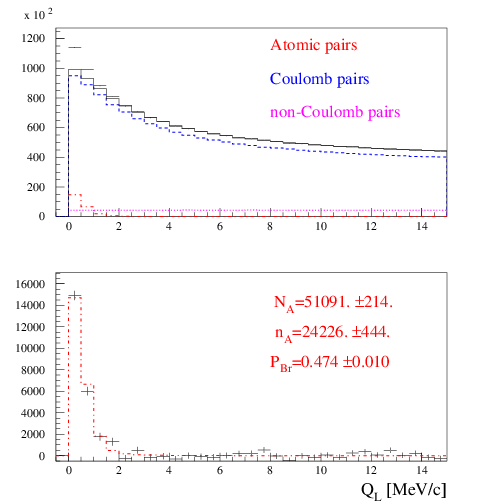 x 10 2
1200
1000
800
600
400
200
0
Atomic pairs
Coulomb pairs
non-Coulomb pairs
0 2 4 6 8 10 12 14
16000
14000
12000
10000
8000
6000
4000
2000
0
N_A=51091. ±214.
n_A=24226. ±444.
P_Br=0.474 ±0.010
0 2 4 6 8 10 12 14
Q_L [MeV/c]